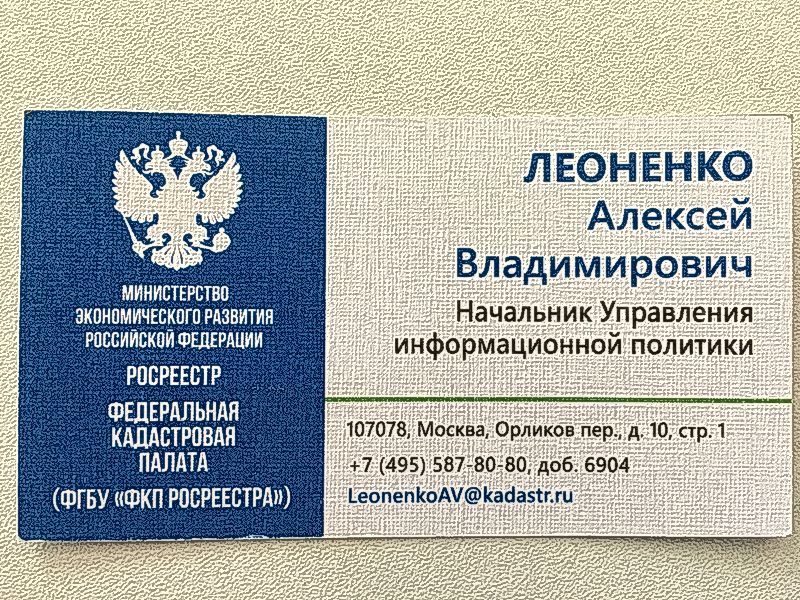 МИНИСТЕРСТВО
ЭКОНОМИЧЕСКОГО РАЗВИТИЯ
РОССИЙСКОЙ ФЕДЕРАЦИИ
РОСРЕЕСТР
ФЕДЕРАЛЬНАЯ
КАДАСТРОВАЯ
ПАЛАТА
(ФГБУ «ФКП РОСРЕЕСТРА»)
ЛЕОНЕНКО
Алексей
Владимирович
Начальник Управления
информационной политики
107078, Москва, Орликов пер., д. 10, стр. 1
+7 (495) 587-80-80, доб. 6904
LeonenkoAV@kadastr.ru